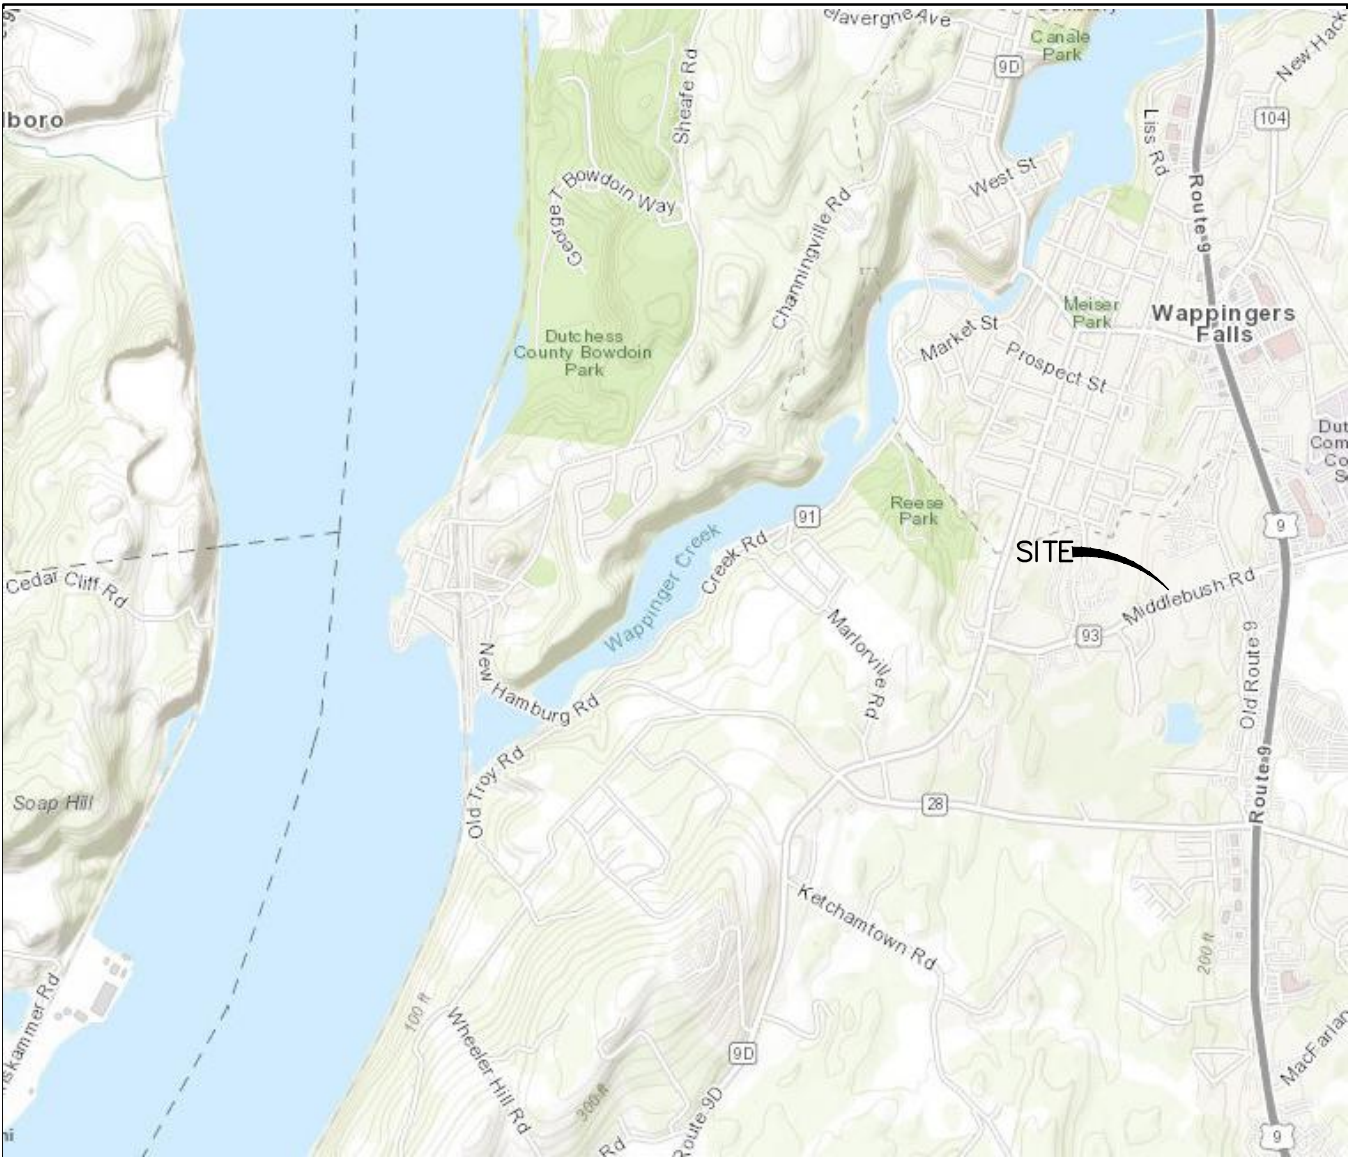 elavergne Ave
Canale
Park
9D
New Hack
104
Liss Rd
lboro
Sheafe Rd
West St
George T Bowdoin Way
Channingville Rd
Route 9
Meiser
Park
Wappingers
Falls
Market St
Prospect St
Dutchess
County Bowdoin
Park
Dut
Com
Co
S
Reese
Park
91
9
SITE
Wappinger Creek
Creek Rd
Cedar Cliff Rd
Middlebush Rd
93
Marlorville Rd
Old Route 9
New Hamburg Rd
Old Troy Rd
Route 9
Soap Hill
28
Ketchamtown Rd
200 ft
100 ft
Wheeler Hill Rd
9D
300 ft
Route 9D
Rd
skammer Rd
MacFarlan
9
ni